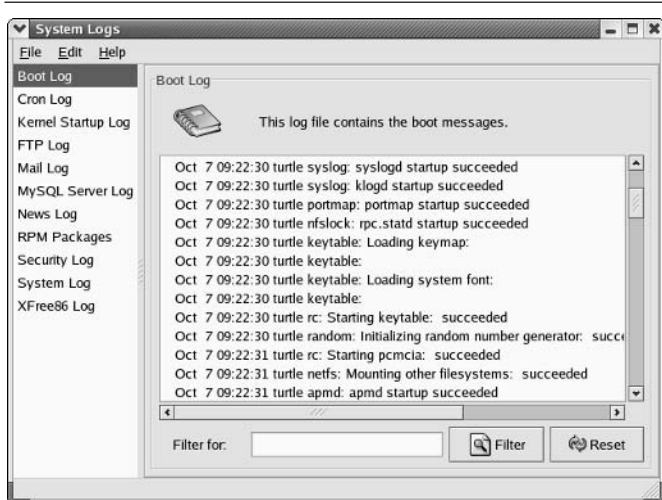 System Logs
File Edit Help
Boot Log
Cron Log
Kernel Startup Log
FTP Log
Mail Log
MySQL Server Log
News Log
RPM Packages
Security Log
System Log
XFree86 Log
Boot Log
This log file contains the boot messages.
Oct 7 09:22:30 turtle syslog: syslogd startup succeeded
Oct 7 09:22:30 turtle syslog: klogd startup succeeded
Oct 7 09:22:30 turtle portmap: portmap startup succeeded
Oct 7 09:22:30 turtle nfslock: rpc.statd startup succeeded
Oct 7 09:22:30 turtle keytable: Loading keymap:
Oct 7 09:22:30 turtle keytable:
Oct 7 09:22:30 turtle keytable: Loading system font:
Oct 7 09:22:30 turtle keytable:
Oct 7 09:22:30 turtle rc: Starting keytable: succeeded
Oct 7 09:22:30 turtle random: Initializing random number generator: succe
Oct 7 09:22:31 turtle rc: Starting pcmcia: succeeded
Oct 7 09:22:31 turtle netfs: Mounting other filesystems: succeeded
Oct 7 09:22:31 turtle apmd: apmd startup succeeded
Filter for: Filter Reset